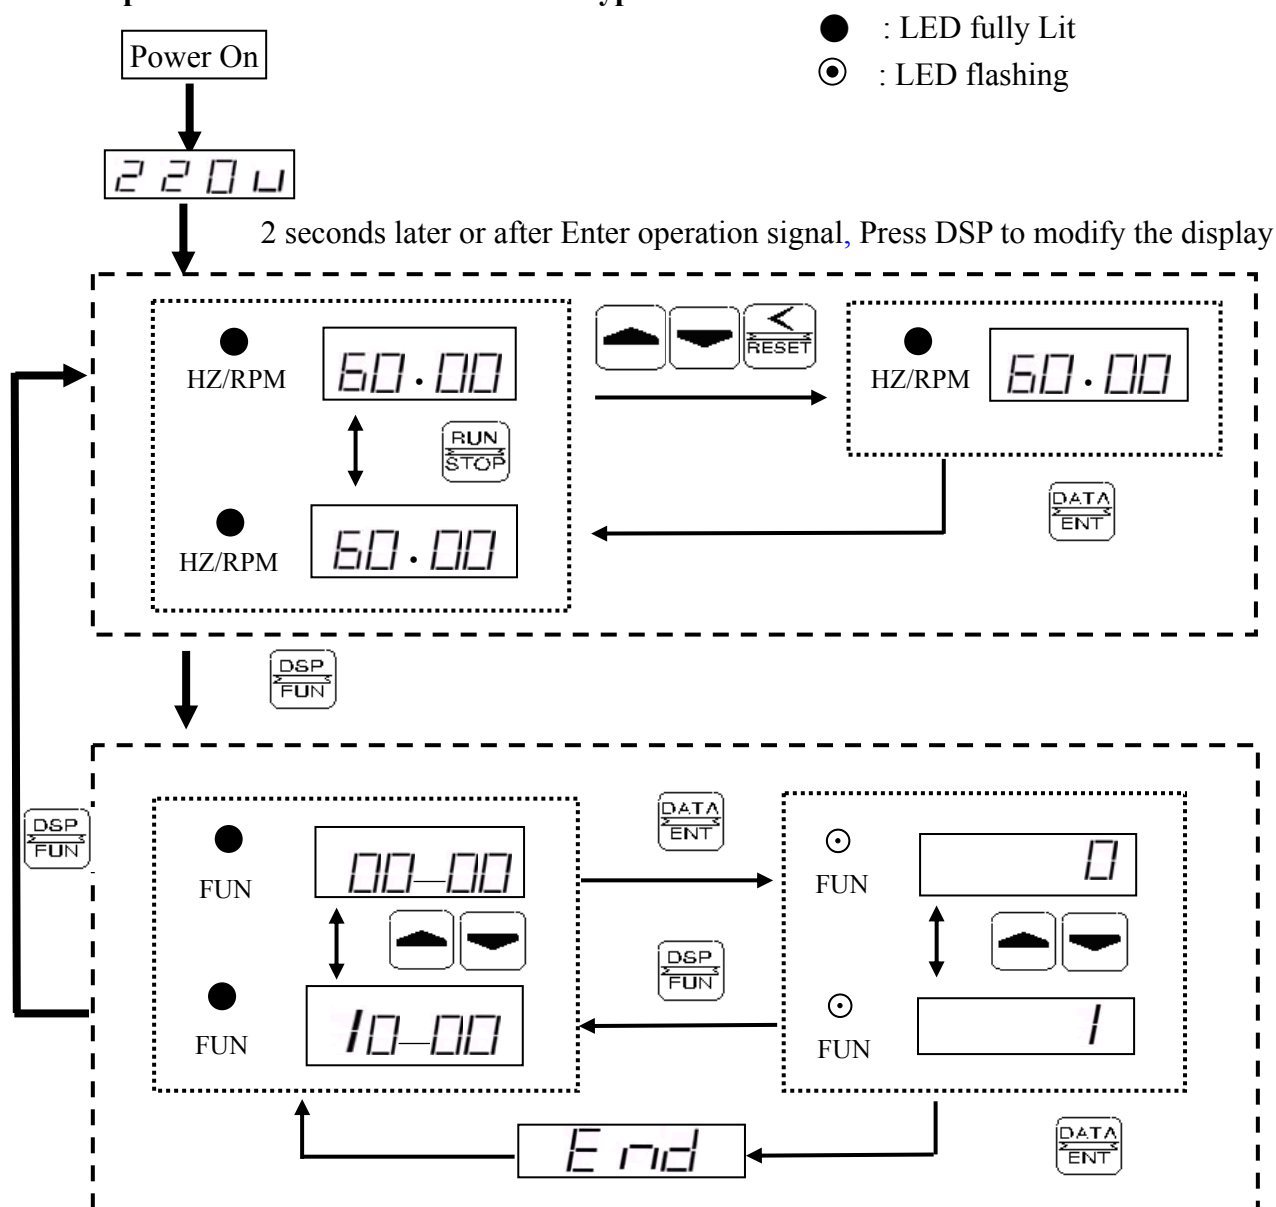 : LED fully Lit
Power On
: LED flashing
220u
2 seconds later or after Enter operation signal, Press DSP to modify the display
RESET
HZ/RPM
60.00
HZ/RPM
60.00
RUN
STOP
DATA
ENT
HZ/RPM
60.00
DSP
FUN
DSP
FUN
FUN
00—00
DATA
ENT
FUN
0
DSP
FUN
FUN
10—00
FUN
1
End
DATA
ENT